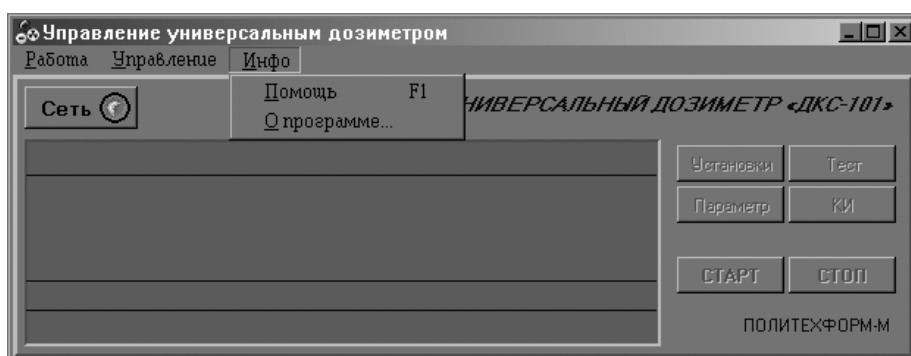 Управление универсальным дозиметром
Работа Управление Инфо
Помощь F1
О программе...
Сеть
НИВЕРСАЛЬНЫЙ ДОЗИМЕТР «ДКС-101»
Установки Тест
Параметр КИ
СТАРТ СТОП
ПОЛИТЕХФОРМ-М